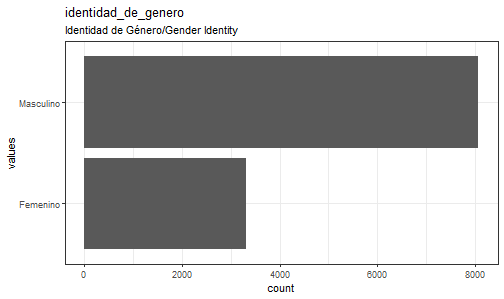 identidad_de_genero
Identidad de Género/Gender Identity
values
Masculino
Femenino
0
2000
4000
6000
8000
count